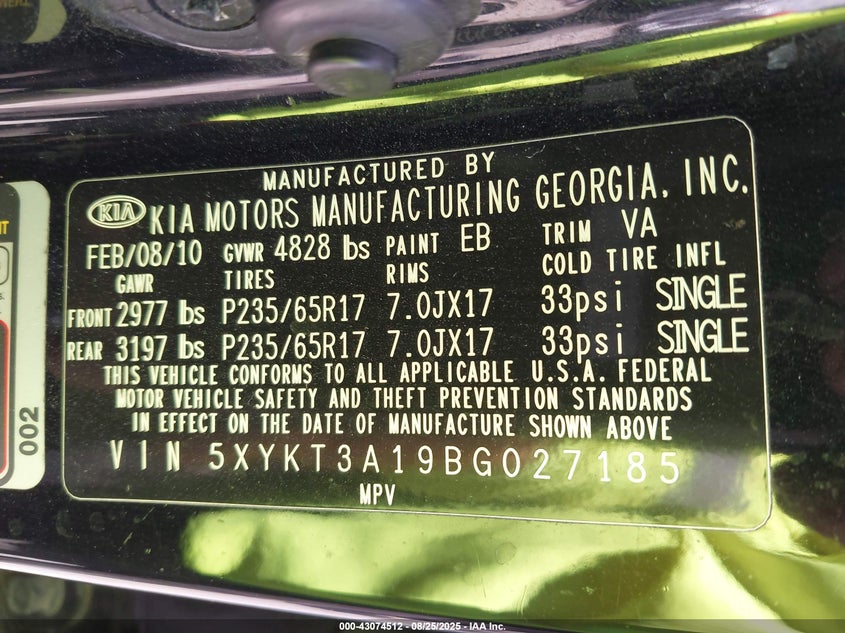 MANUFACTURED BY
KIA KIA MOTORS MANUFACTURING GEORGIA, INC.
FEB/08/10 GVWR 4828 lbs PAINT EB TRIM VA
GAWR TIRES RIMS COLD TIRE INFL
FRONT 2977 lbs P235/65R17 7.0JX17 33psi SINGLE
REAR 3197 lbs P235/65R17 7.0JX17 33psi SINGLE
THIS VEHICLE CONFORMS TO ALL APPLICABLE U.S.A. FEDERAL
MOTOR VEHICLE SAFETY AND THEFT PREVENTION STANDARDS
IN EFFECT ON THE DATE OF MANUFACTURE SHOWN ABOVE
VIN 5XYKT3A19BG027185
MPV
002
000-43074512 - 08/25/2025 - IAA Inc.